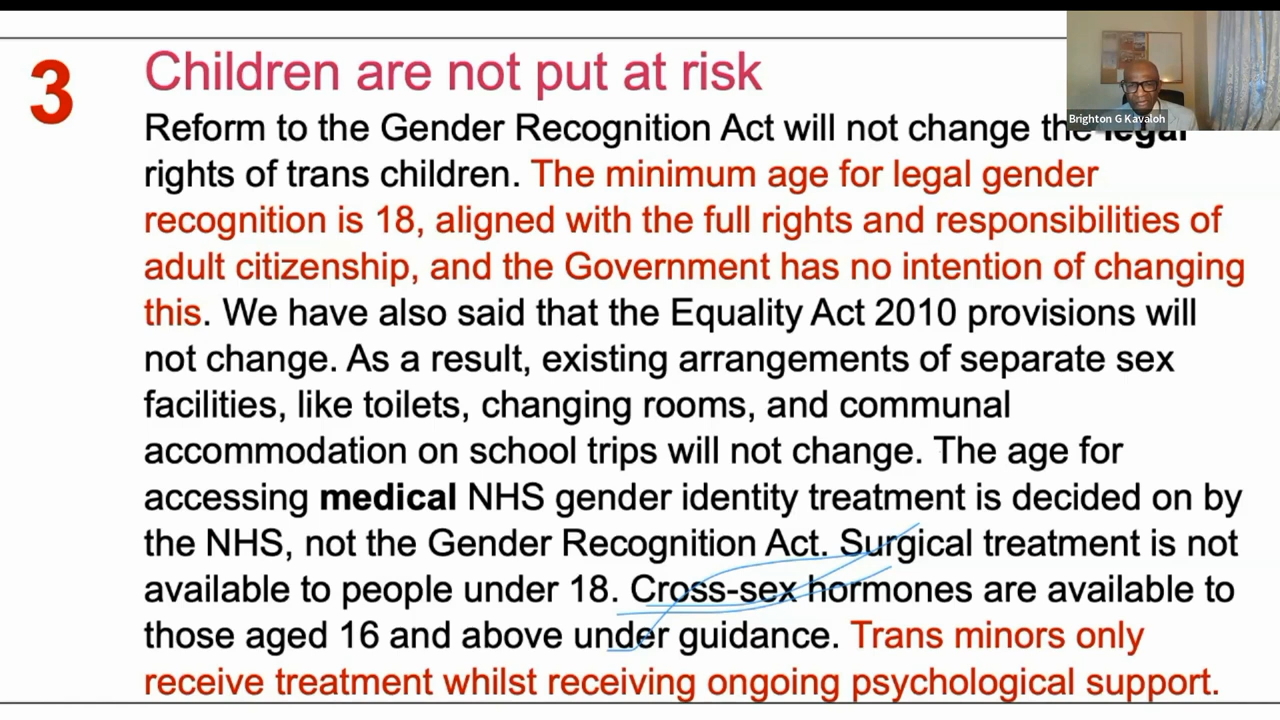 3
Children are not put at risk
Brighton G Kavaloh
Reform to the Gender Recognition Act will not change the legal
rights of trans children. The minimum age for legal gender
recognition is 18, aligned with the full rights and responsibilities of
adult citizenship, and the Government has no intention of changing
this. We have also said that the Equality Act 2010 provisions will
not change. As a result, existing arrangements of separate sex
facilities, like toilets, changing rooms, and communal
accommodation on school trips will not change. The age for
accessing medical NHS gender identity treatment is decided on by
the NHS, not the Gender Recognition Act. Surgical treatment is not
available to people under 18. Cross-sex hormones are available to
those aged 16 and above under guidance. Trans minors only
receive treatment whilst receiving ongoing psychological support.